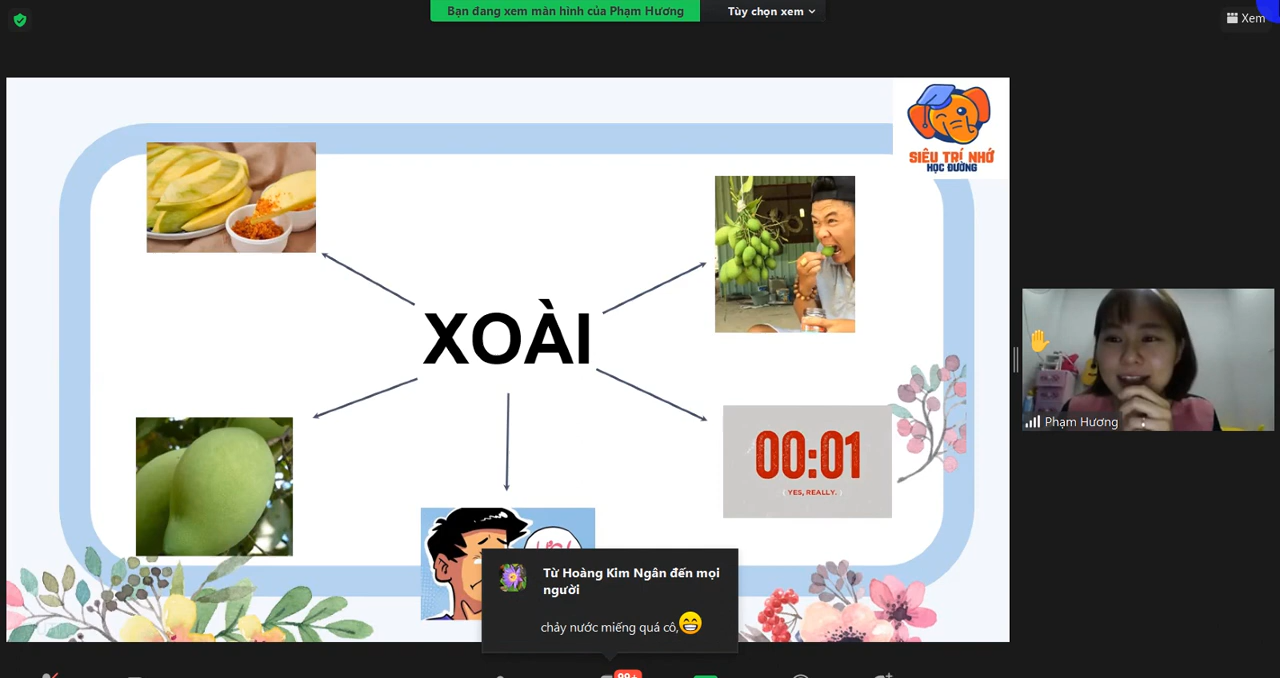 Bạn đang xem màn hình của Phạm Hương
Tùy chọn xem
Xem
SIÊU TRÍ NHỚ
HỌC ĐƯỜNG
XOÀI
00:01
( YES, REALLY. )
Phạm Hương
Từ Hoàng Kim Ngân đến mọi
người
chảy nước miếng quá cô,😁
99+